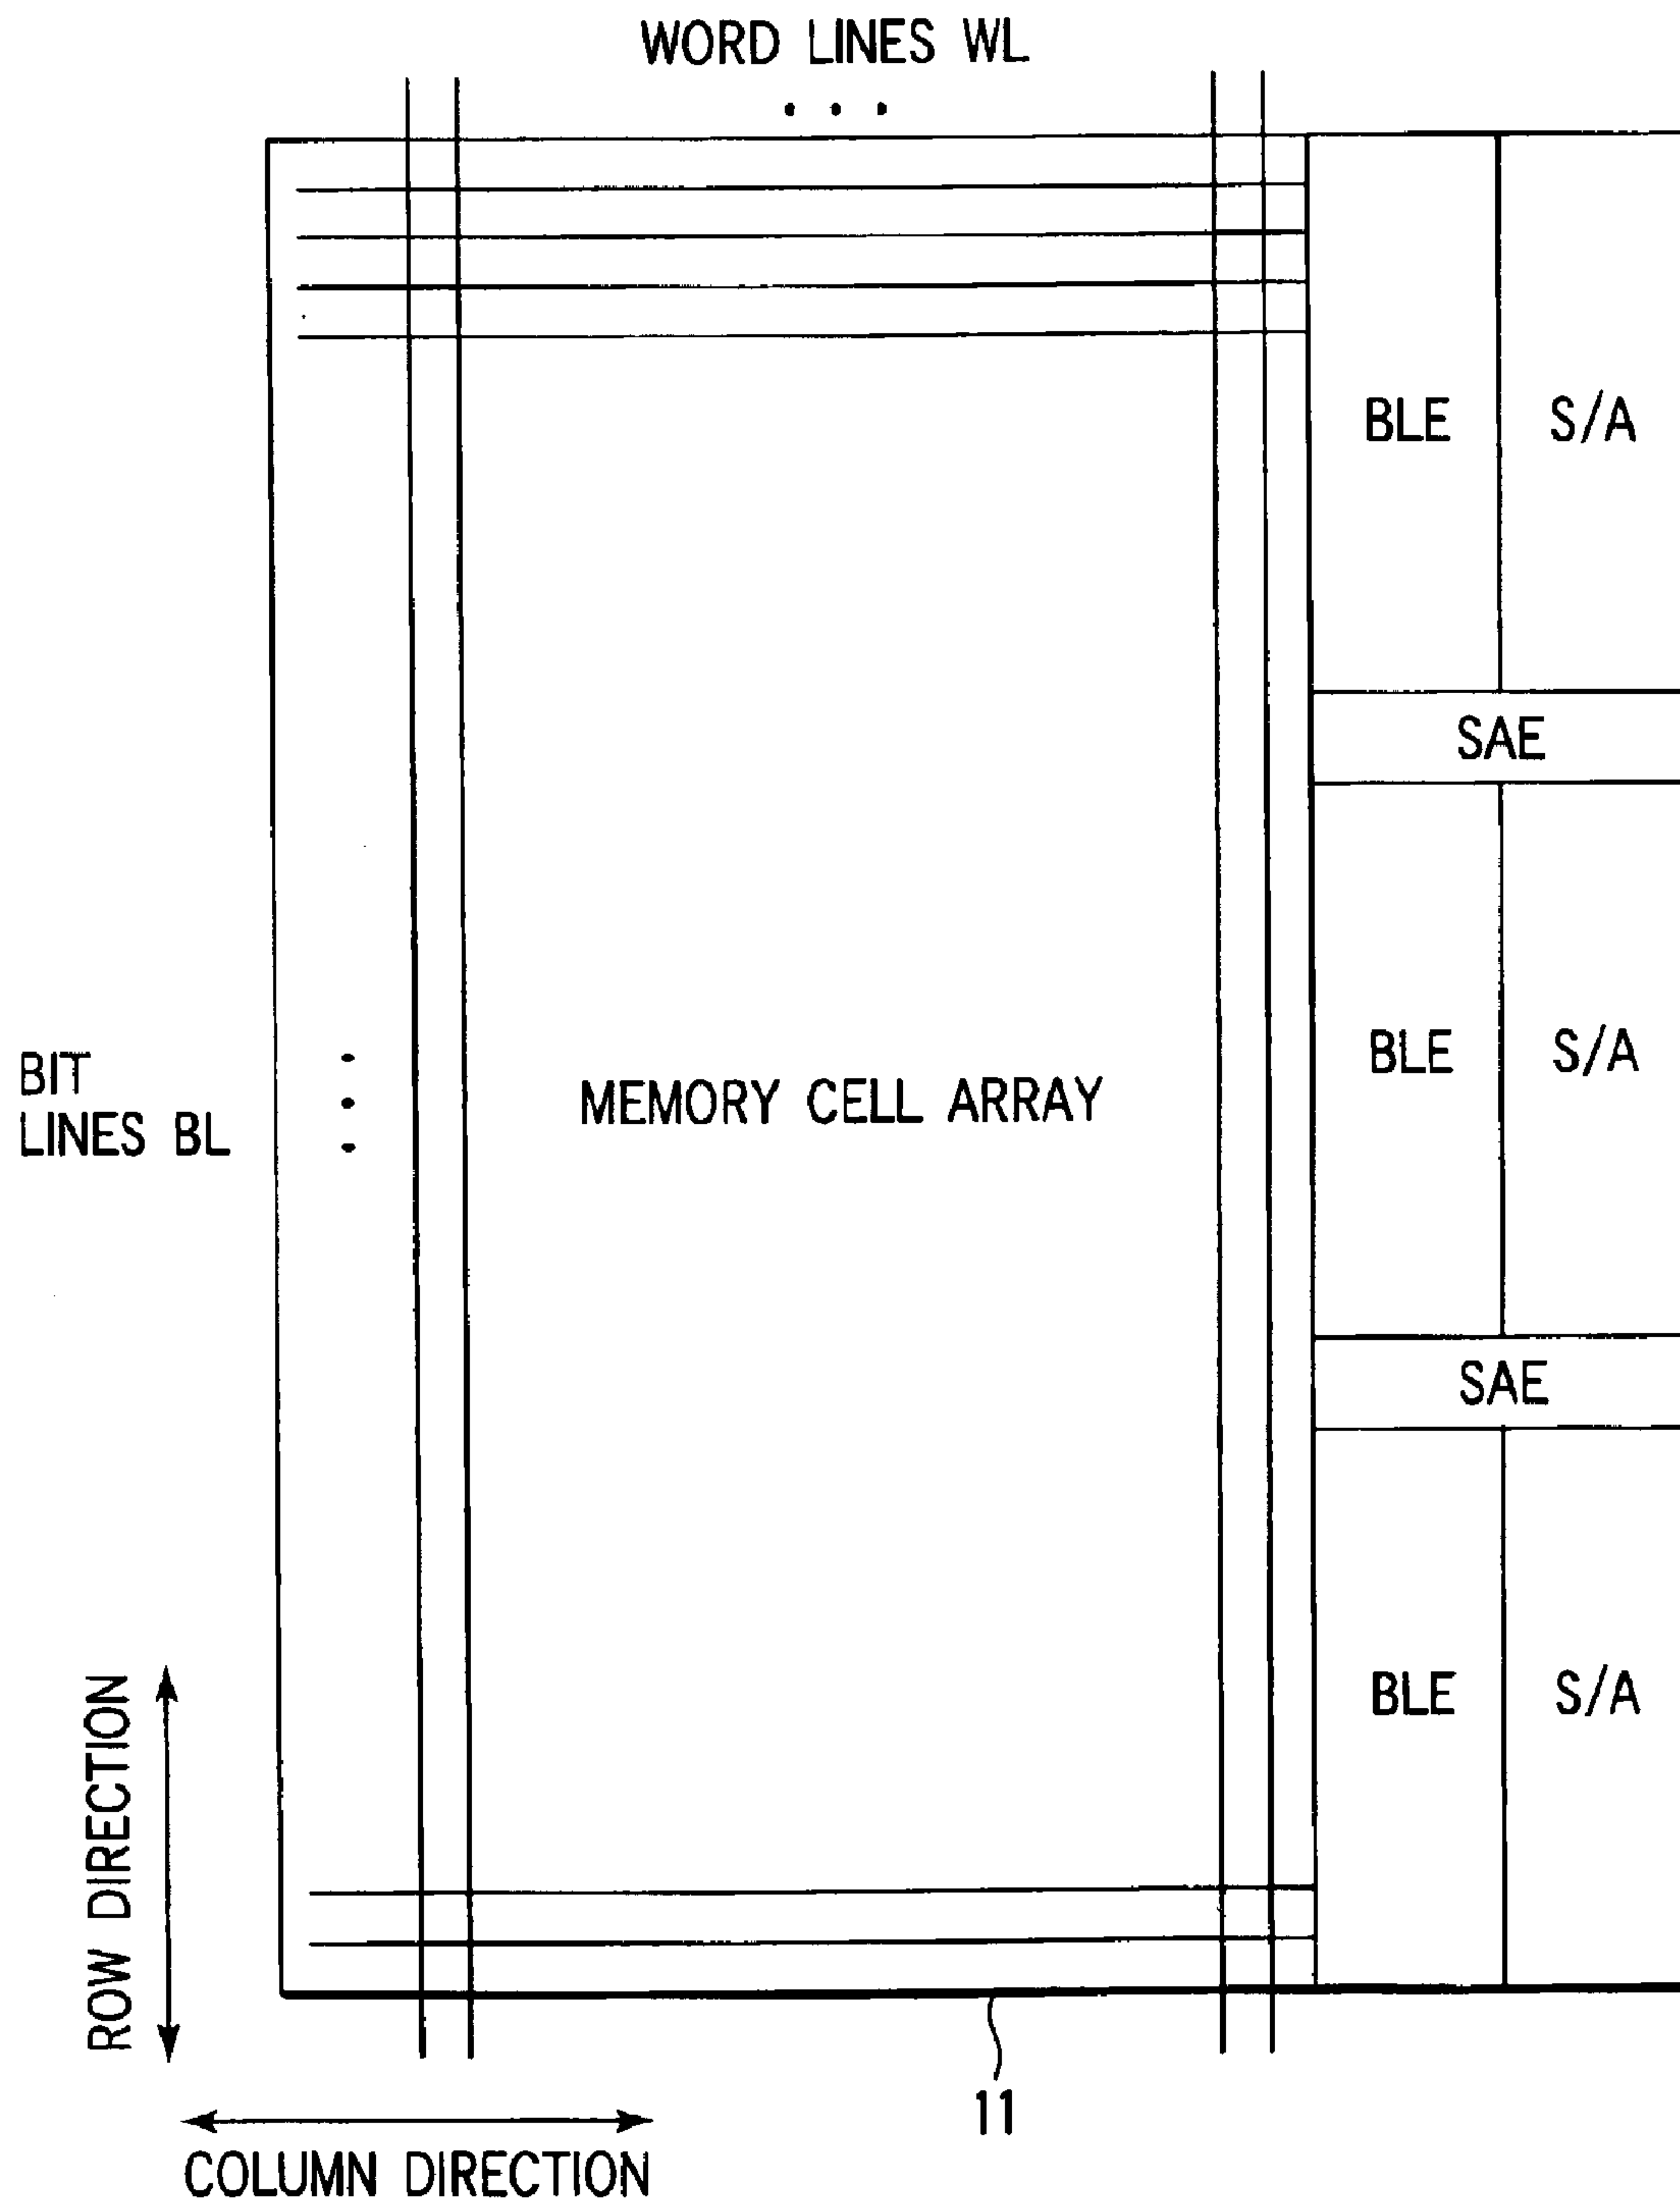 WORD LINES WL
BLE S/A
SAE
BIT
LINES BL
MEMORY CELL ARRAY
BLE S/A
SAE
BLE S/A
ROW DIRECTION
11
COLUMN DIRECTION